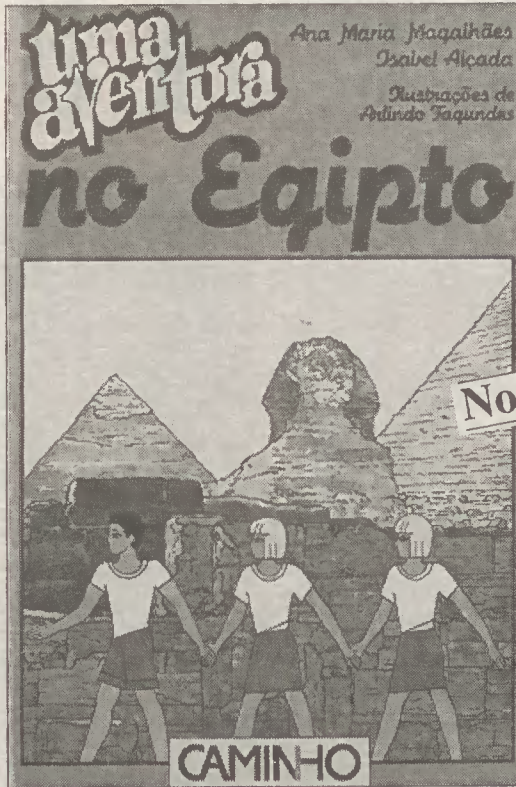 uma
aventura
Ana Maria Magalhães
Isabel Alçada
Ilustrações de
Arlindo Fagundes
no Egipto
No
CAMINHO